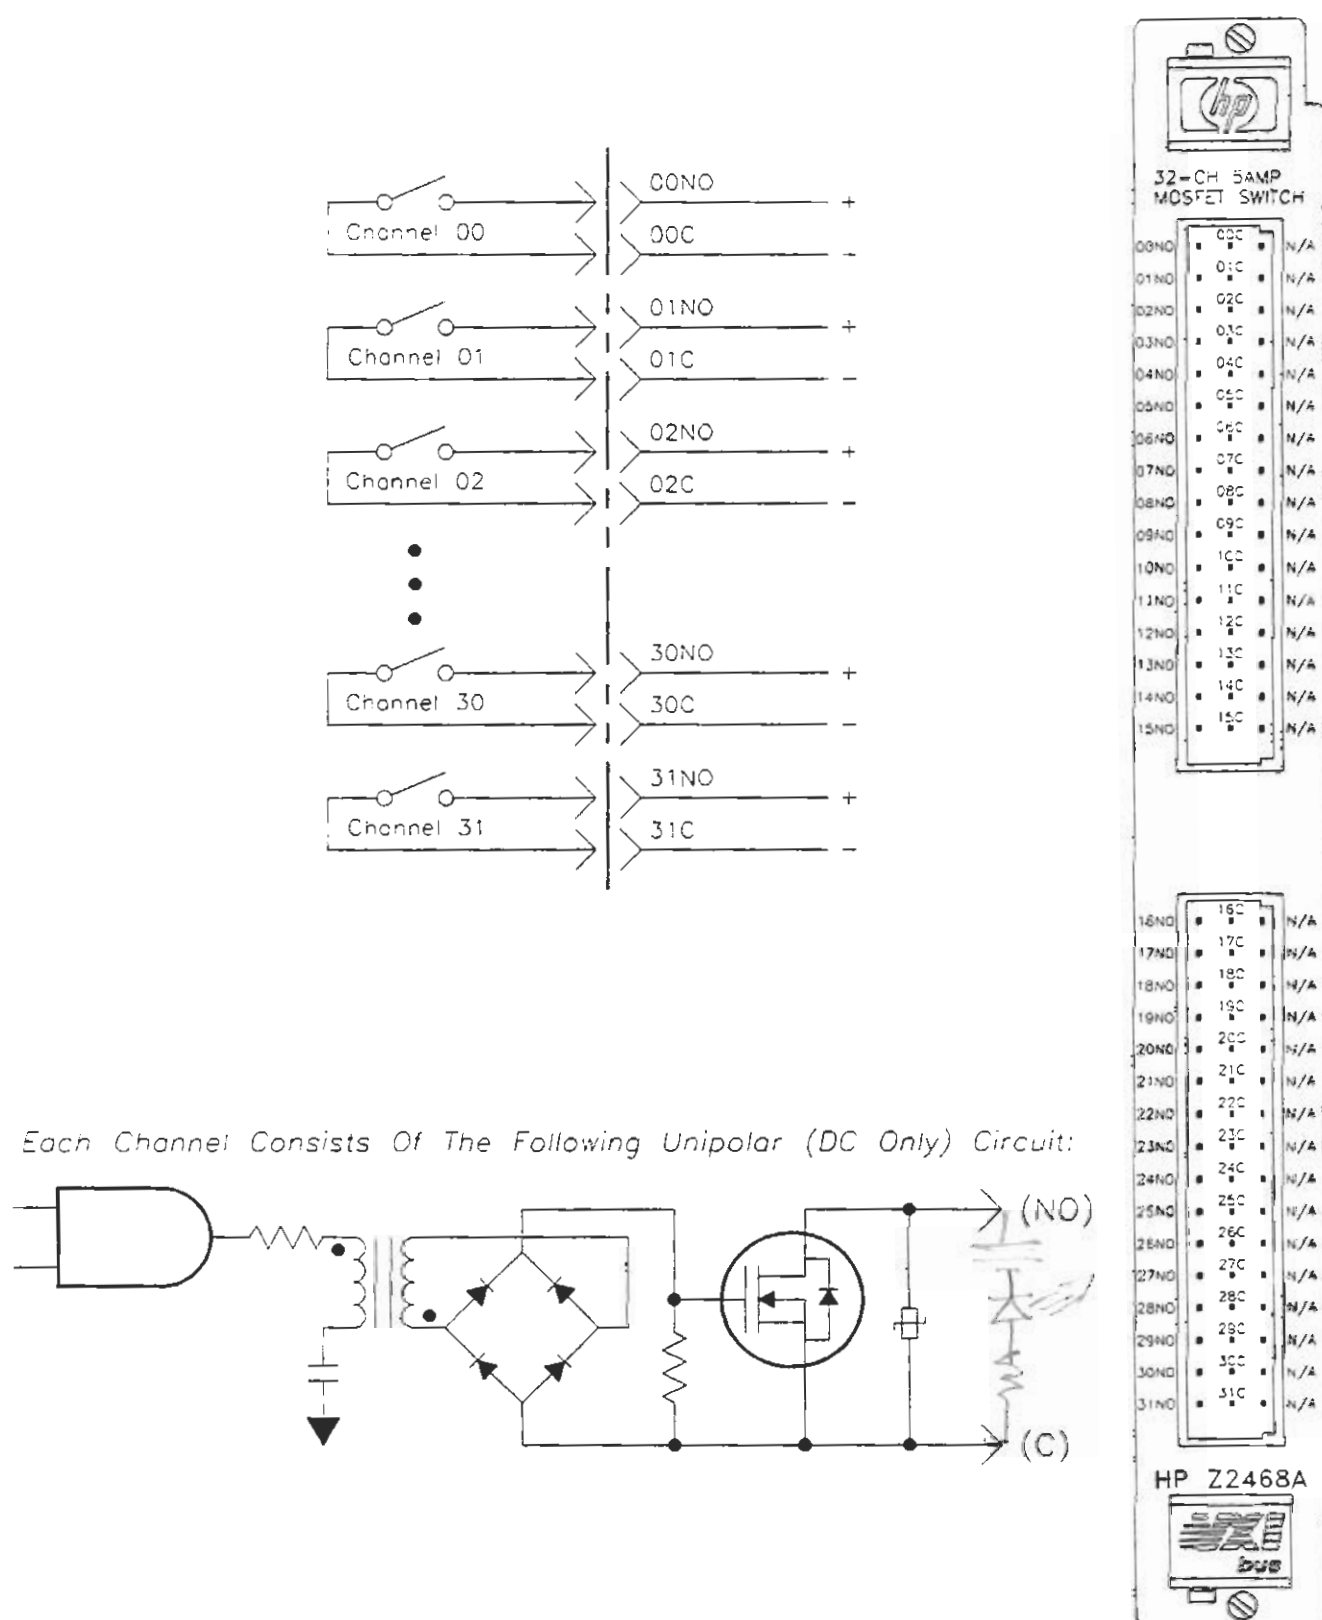 00NO
+
Channel 00
00C
–
01NO
+
Channel 01
01C
–
02NO
+
Channel 02
02C
–
30NO
+
Channel 30
30C
–
31NO
+
Channel 31
31C
–
Each Channel Consists Of The Following Unipolar (DC Only) Circuit:
(NO)
(C)
hp
32-CH 5AMP
MOSFET SWITCH
00NO 00C N/A
01NO 01C N/A
02NO 02C N/A
03NO 03C N/A
04NO 04C N/A
05NO 05C N/A
06NO 06C N/A
07NO 07C N/A
08NO 08C N/A
09NO 09C N/A
10NO 10C N/A
11NO 11C N/A
12NO 12C N/A
13NO 13C N/A
14NO 14C N/A
15NO 15C N/A
16NO 16C N/A
17NO 17C N/A
18NO 18C N/A
19NO 19C N/A
20NO 20C N/A
21NO 21C N/A
22NO 22C N/A
23NO 23C N/A
24NO 24C N/A
25NO 25C N/A
26NO 26C N/A
27NO 27C N/A
28NO 28C N/A
29NO 29C N/A
30NO 30C N/A
31NO 31C N/A
HP Z2468A
VXI
bus